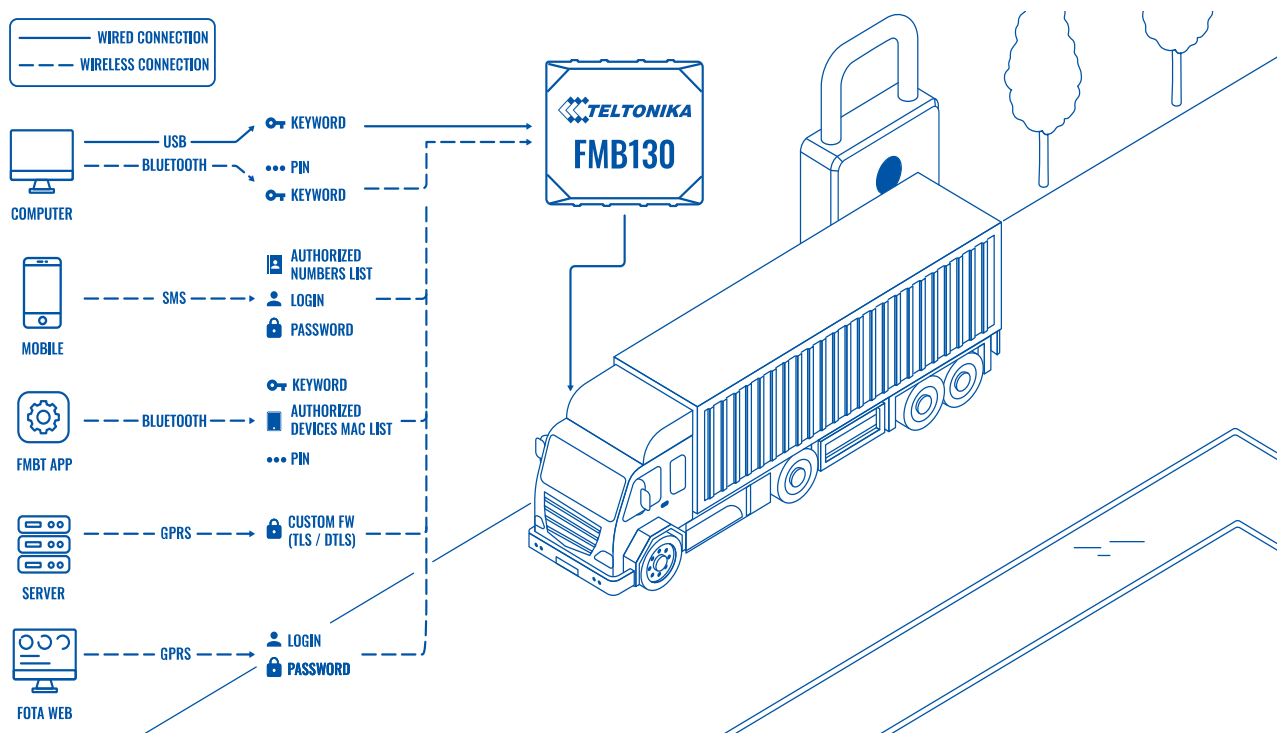 WIRED CONNECTION
WIRELESS CONNECTION
TELTONIKA
FMB130
COMPUTER
USB
KEYWORD
BLUETOOTH
PIN
KEYWORD
MOBILE
SMS
AUTHORIZED
NUMBERS LIST
LOGIN
PASSWORD
FMBT APP
BLUETOOTH
KEYWORD
AUTHORIZED
DEVICES MAC LIST
PIN
SERVER
GPRS
CUSTOM FW
(TLS / DTLS)
FOTA WEB
GPRS
LOGIN
PASSWORD